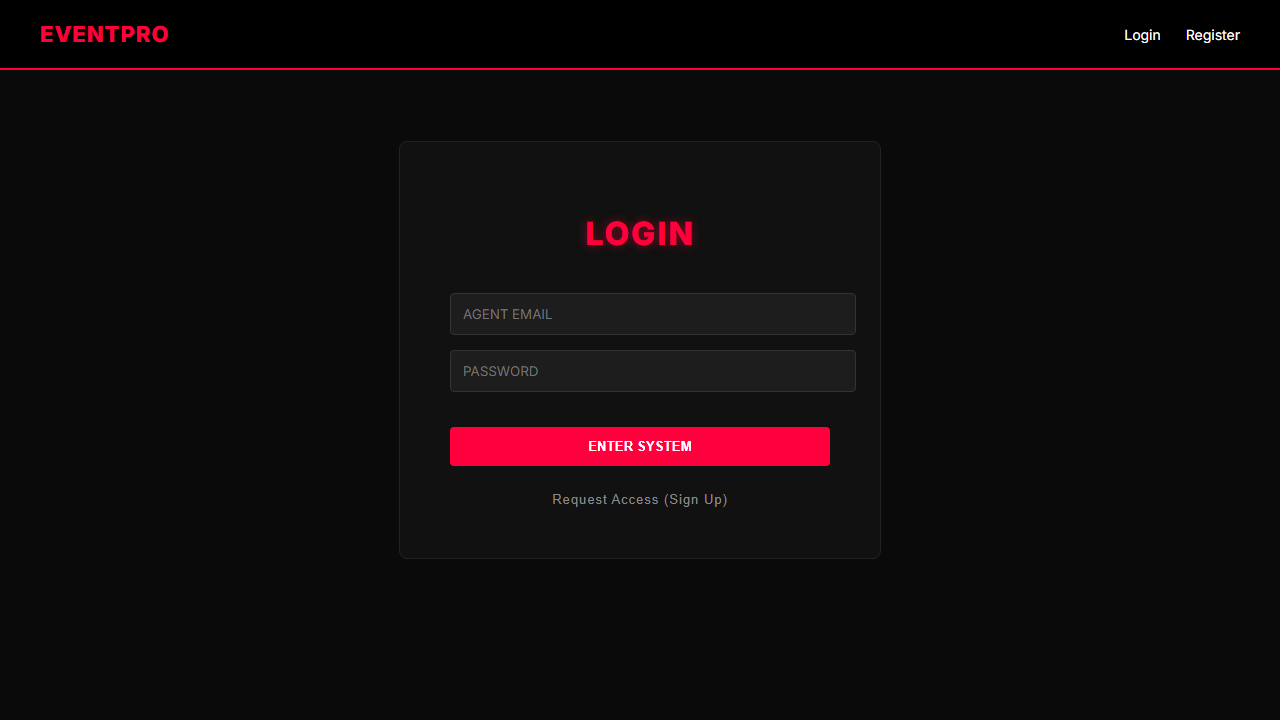 EVENTPRO
Login Register
LOGIN
AGENT EMAIL
PASSWORD
ENTER SYSTEM
Request Access (Sign Up)